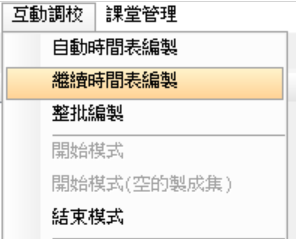 互動調校 課堂管理
自動時間表編製
繼續時間表編製
整批編製
開始模式
開始模式(空的製成集)
結束模式